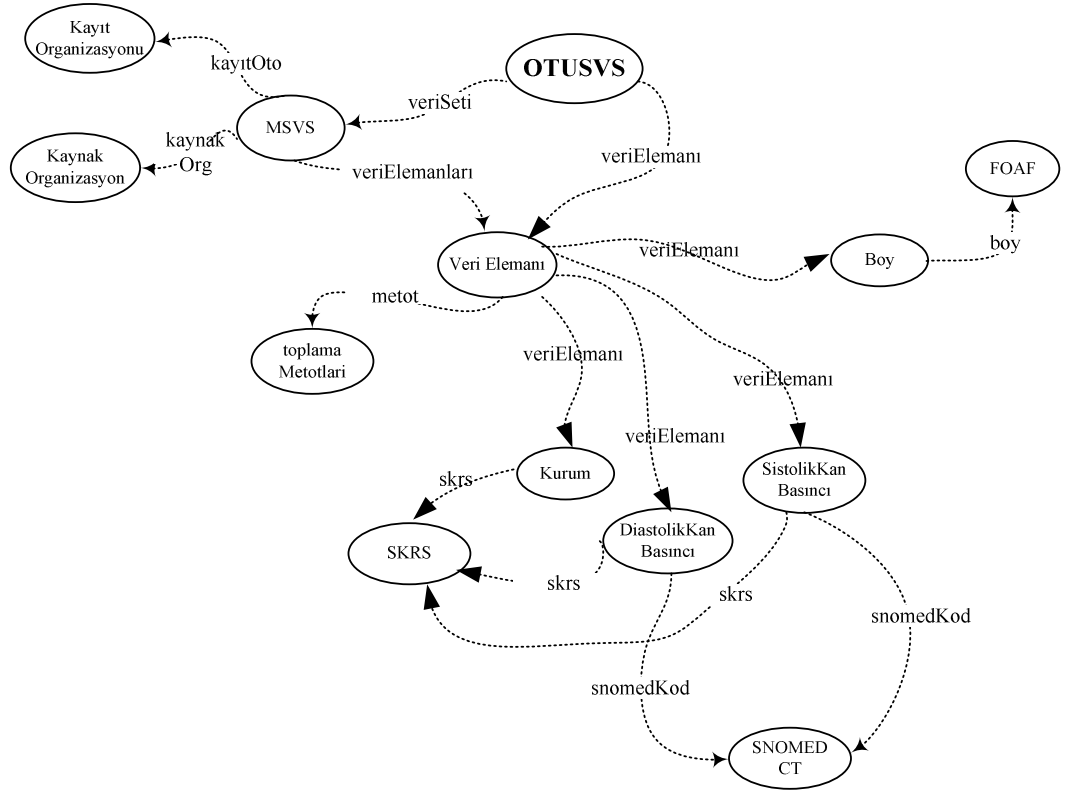 Kayıt
Organizasyonu
kayıtOto
OTUSVS
veriSeti
MSVS
kaynak
Org
Kaynak
Organizasyon
veriElemanları
veriElemanı
FOAF
boy
Veri Elemanı
veriElemanı
Boy
metot
toplama
Metotlari
veriElemanı
veriElemanı
veriElemanı
Kurum
skrs
SistolikKan
Basıncı
SKRS
DiastolikKan
Basıncı
skrs
skrs
snomedKod
snomedKod
SNOMED
CT